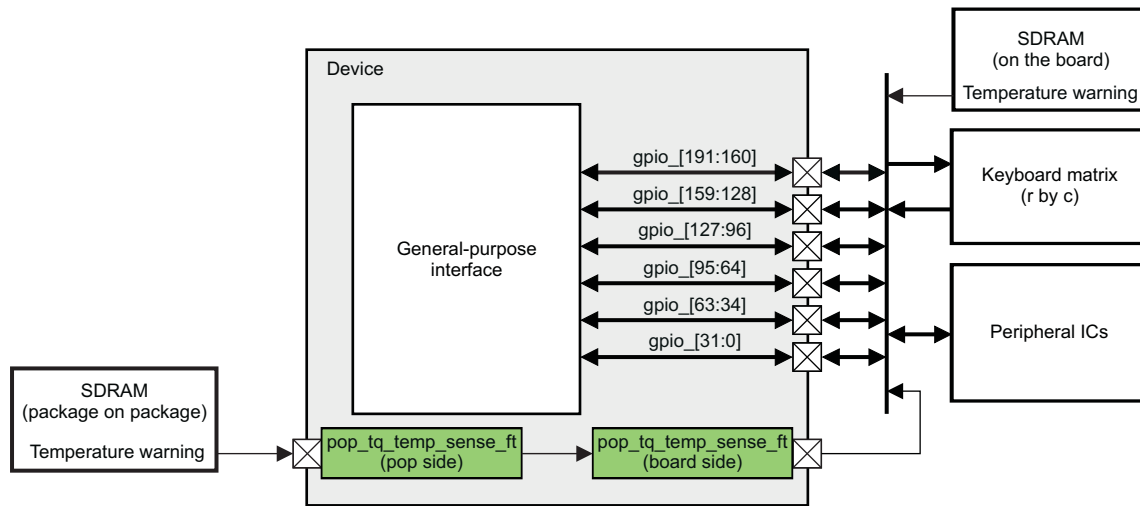 SDRAM
(on the board)
Temperature warning
Device
gpio_[191:160]
Keyboard matrix
(r by c)
gpio_[159:128]
General-purpose
interface
gpio_[127:96]
gpio_[95:64]
gpio_[63:34]
Peripheral ICs
gpio_[31:0]
SDRAM
(package on package)
Temperature warning
pop_tq_temp_sense_ft
(pop side)
pop_tq_temp_sense_ft
(board side)